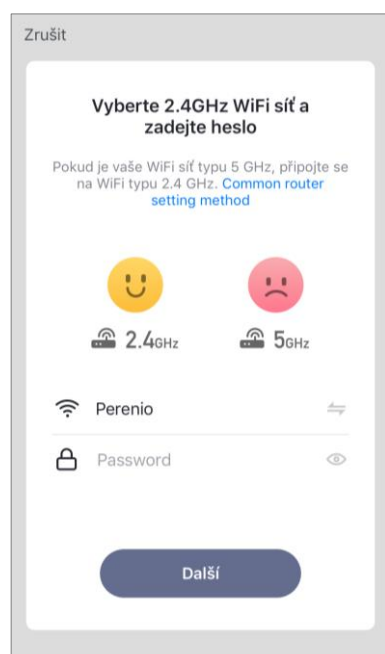 Zrušit
Vyberte 2.4GHz WiFi síť a
zadejte heslo
Pokud je vaše WiFi síť typu 5 GHz, připojte se
na WiFi typu 2.4 GHz. Common router
setting method
2.4GHz 5GHz
Perenio
Password
Další